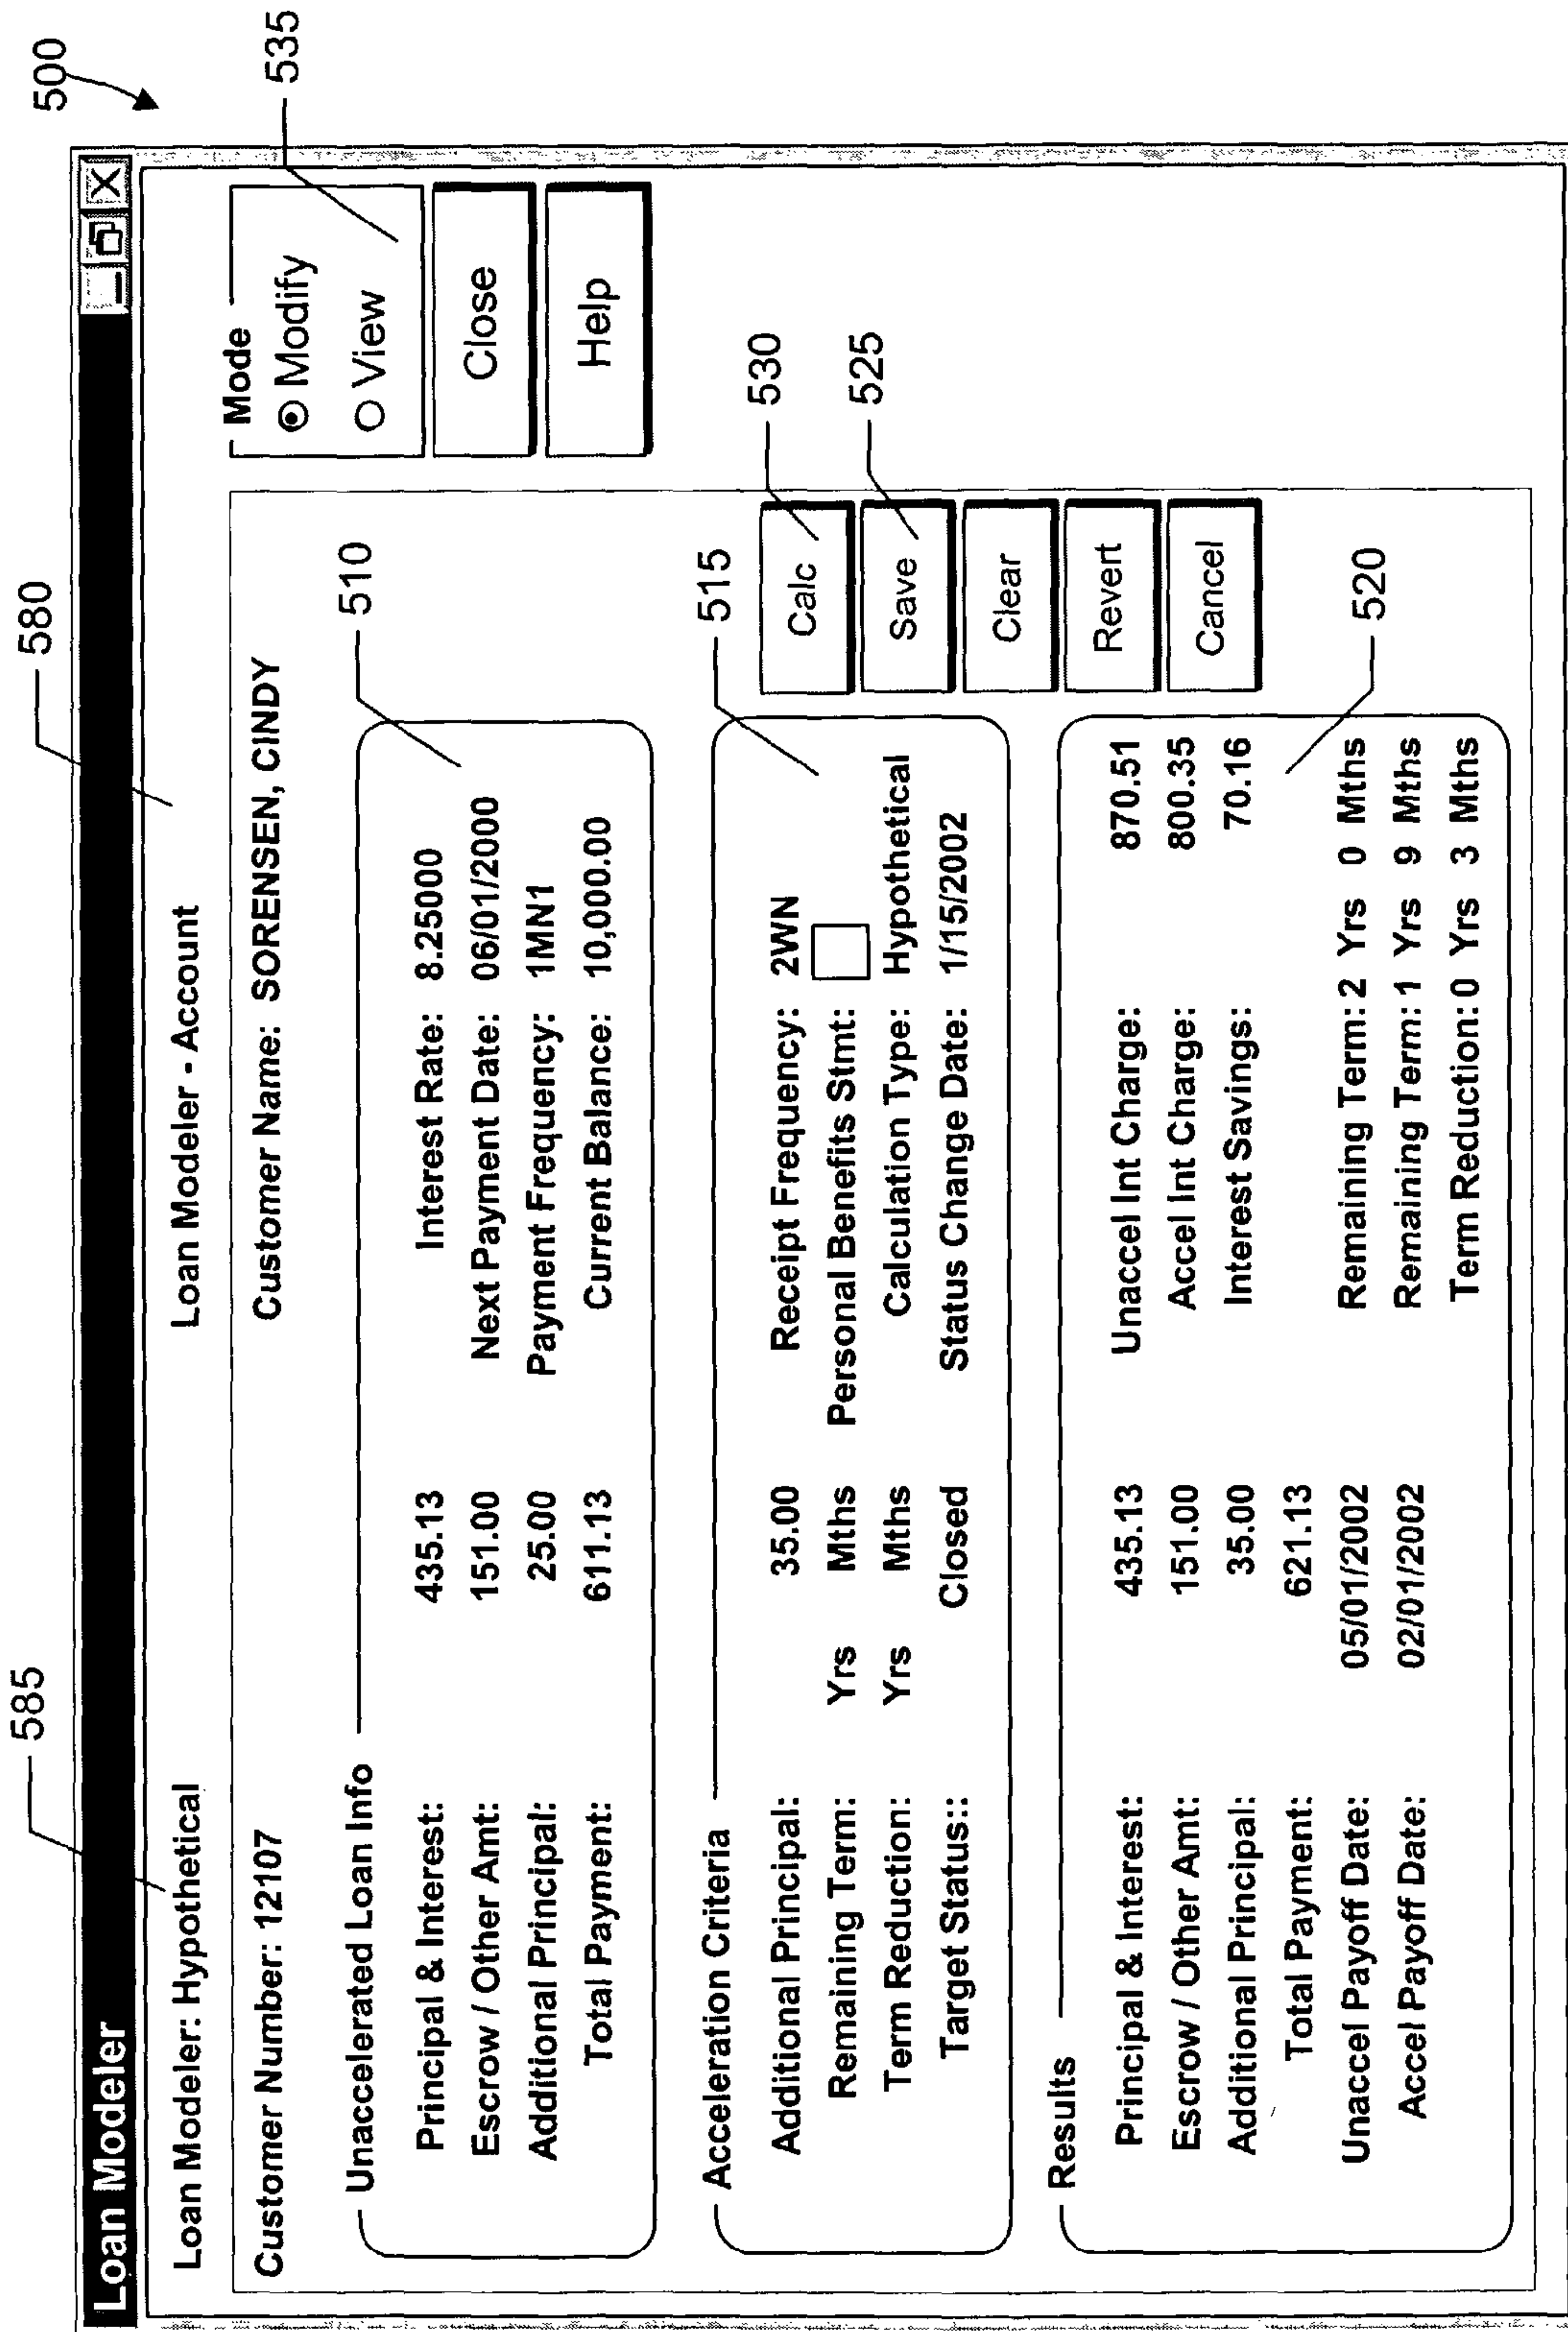 500
580
585
535
Loan Modeler
Loan Modeler: Hypothetical Loan Modeler - Account
Customer Number: 12107 Customer Name: SORENSEN, CINDY
Mode
Modify
View
Close
Help
Unaccelerated Loan Info
510
Principal & Interest: 435.13 Interest Rate: 8.25000
Escrow / Other Amt: 151.00 Next Payment Date: 06/01/2000
Additional Principal: 25.00 Payment Frequency: 1MN1
Total Payment: 611.13 Current Balance: 10,000.00
Acceleration Criteria
515
Additional Principal: 35.00 Receipt Frequency: 2WN
Remaining Term: Yrs Mths Personal Benefits Stmt:
Term Reduction: Yrs Mths Calculation Type: Hypothetical
Target Status:: Closed Status Change Date: 1/15/2002
Calc
530
Save
525
Clear
Revert
Cancel
Results
520
Principal & Interest: 435.13 Unaccel Int Charge: 870.51
Escrow / Other Amt: 151.00 Accel Int Charge: 800.35
Additional Principal: 35.00 Interest Savings: 70.16
Total Payment: 621.13
Unaccel Payoff Date: 05/01/2002 Remaining Term: 2 Yrs 0 Mths
Accel Payoff Date: 02/01/2002 Remaining Term: 1 Yrs 9 Mths
Term Reduction: 0 Yrs 3 Mths